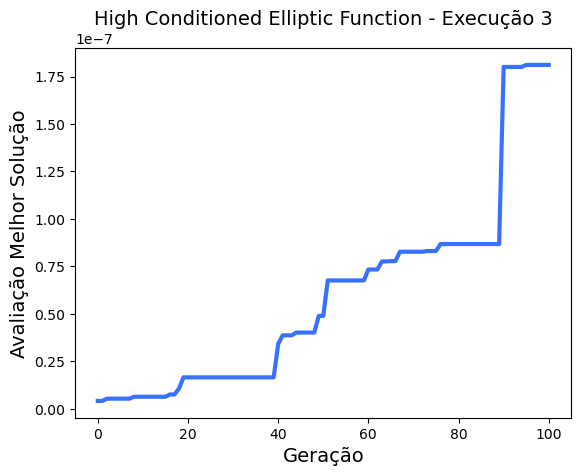 High Conditioned Elliptic Function - Execução 3
1e−7
Avaliação Melhor Solução
1.75
1.50
1.25
1.00
0.75
0.50
0.25
0.00
0 20 40 60 80 100
Geração